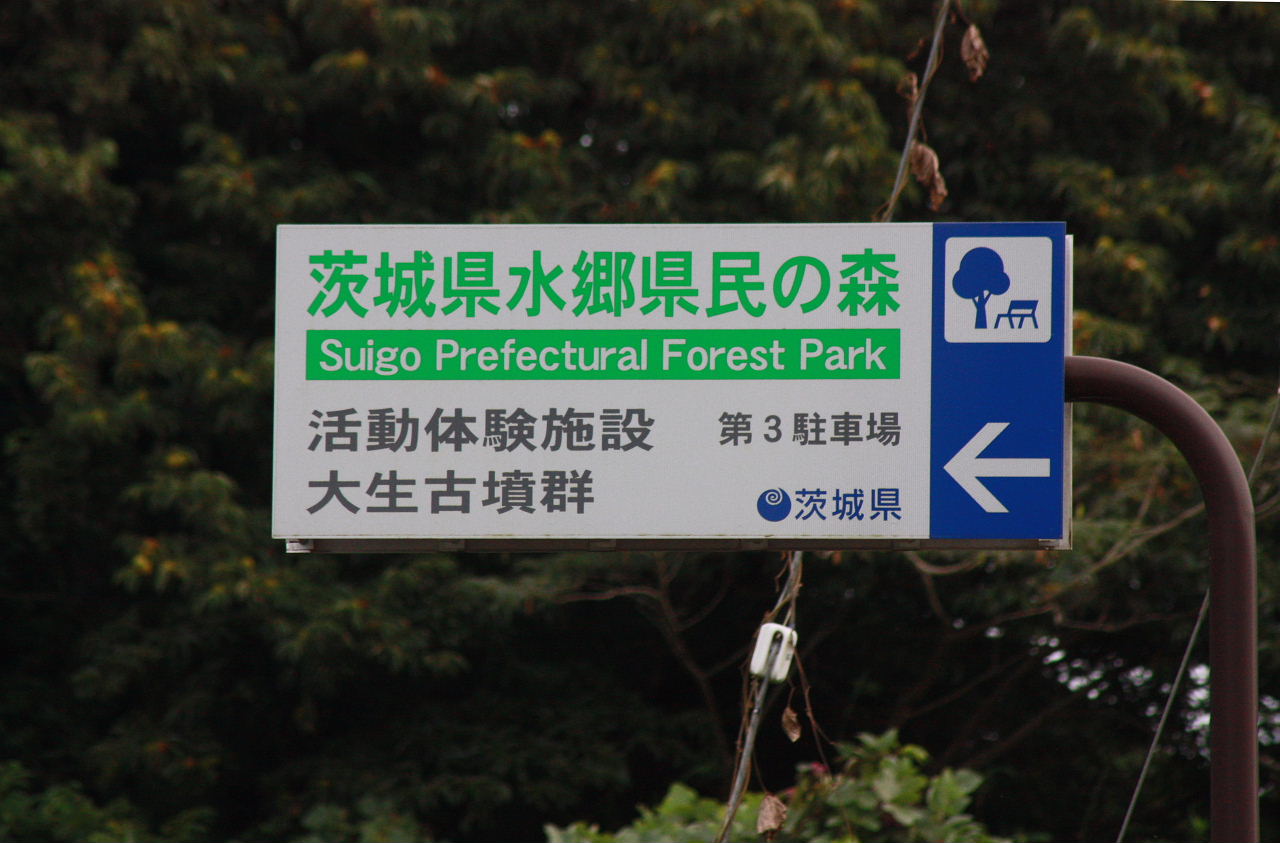 茨城県水郷県民の森
Suigo Prefectural Forest Park
活動体験施設 第3駐車場
大生古墳群
茨城県